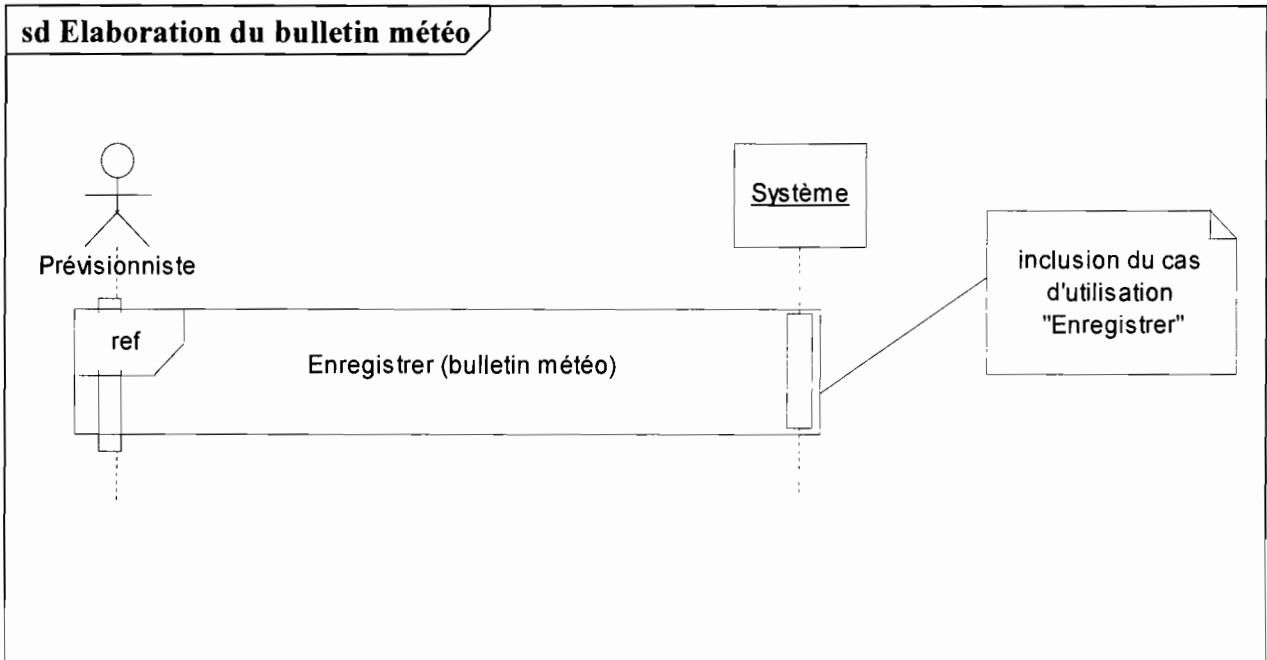 sd Elaboration du bulletin météo
Prévisionniste
Système
inclusion du cas
d'utilisation
"Enregistrer"
ref
Enregistrer (bulletin météo)